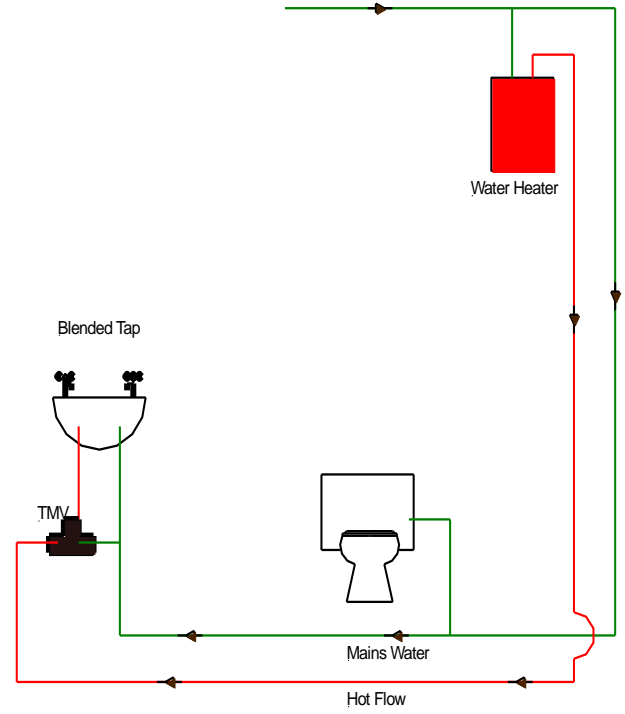 Water Heater
Blended Tap
TMV
Mains Water
Hot Flow